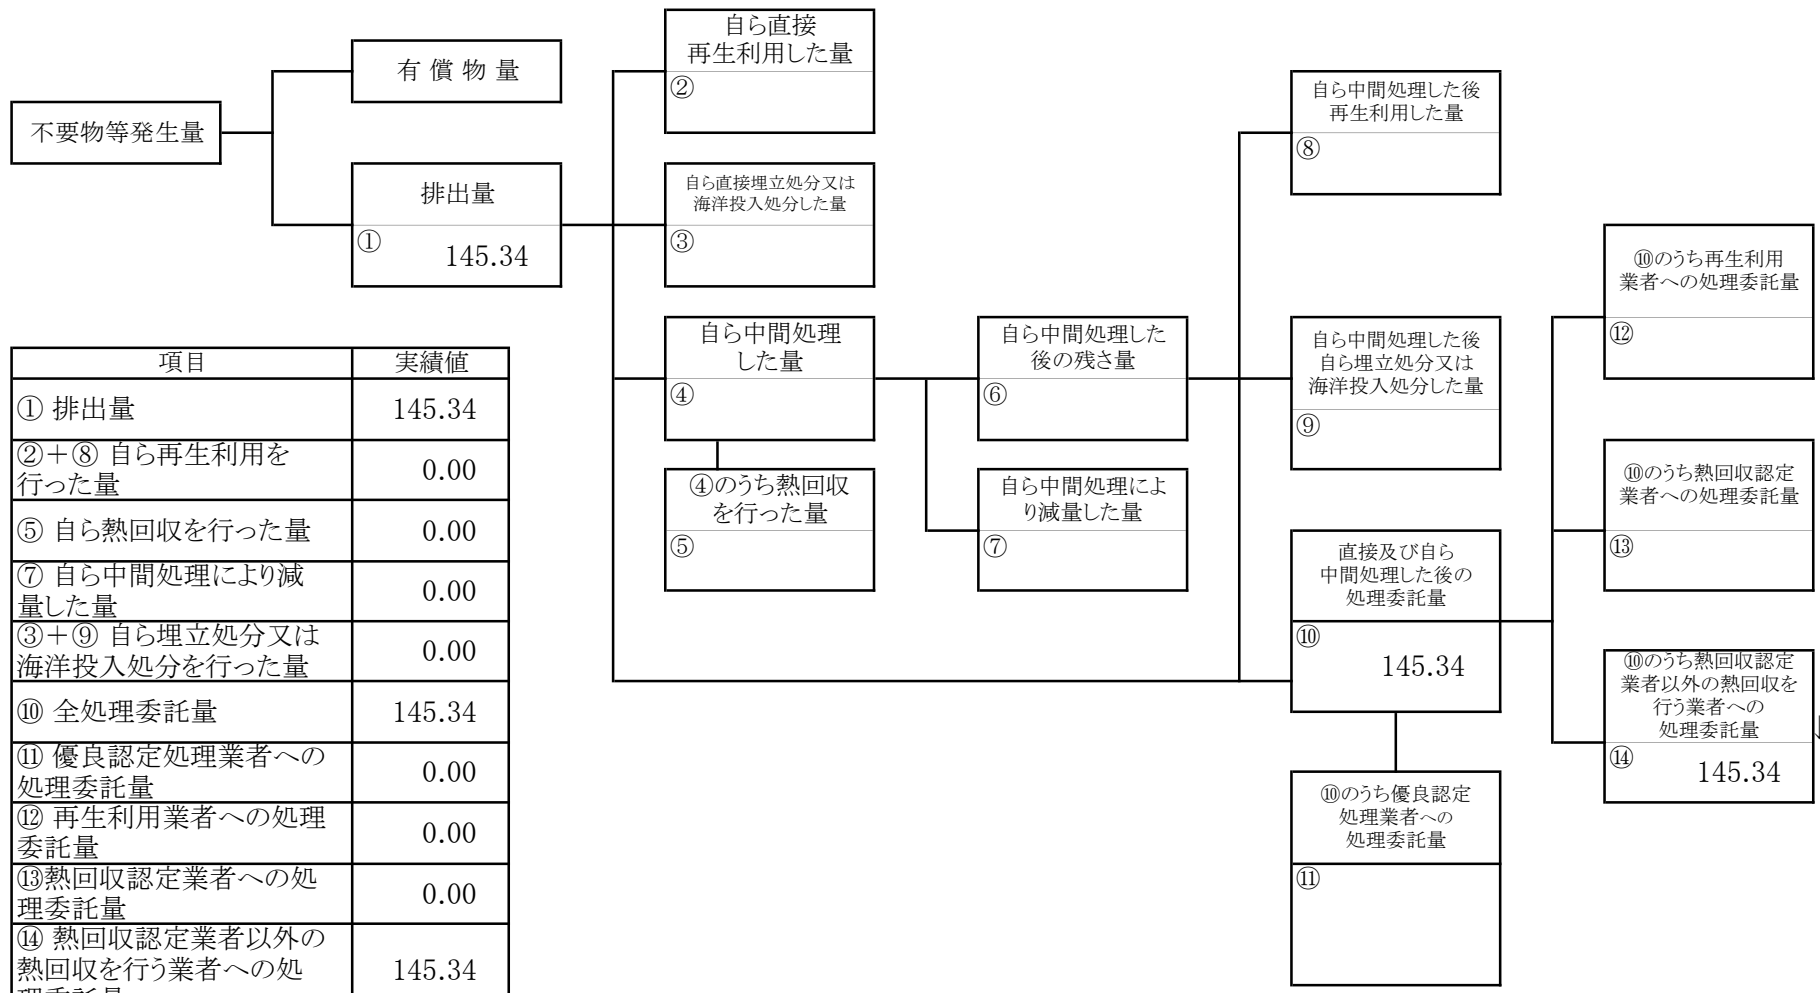 不要物等発生量
有 償 物 量
排出量
①
145.34
自ら直接
再生利用した量
②
自ら直接埋立処分又は
海洋投入処分した量
③
自ら中間処理
した量
④
④のうち熱回収
を行った量
⑤
自ら中間処理した
後の残さ量
⑥
自ら中間処理によ
り減量した量
⑦
自ら中間処理した後
再生利用した量
⑧
自ら中間処理した後
自ら埋立処分又は
海洋投入処分した量
⑨
直接及び自ら
中間処理した後の
処理委託量
⑩
145.34
⑩のうち優良認定
処理業者への
処理委託量
⑪
⑩のうち再生利用
業者への処理委託量
⑫
⑩のうち熱回収認定
業者への処理委託量
⑬
⑩のうち熱回収認定
業者以外の熱回収を
行う業者への
処理委託量
⑭
145.34
項目 実績値
① 排出量 145.34
②+⑧ 自ら再生利用を
行った量 0.00
⑤ 自ら熱回収を行った量 0.00
⑦ 自ら中間処理により減
量した量 0.00
③+⑨ 自ら埋立処分又は
海洋投入処分を行った量 0.00
⑩ 全処理委託量 145.34
⑪ 優良認定処理業者への
処理委託量 0.00
⑫ 再生利用業者への処理
委託量 0.00
⑬熱回収認定業者への処
理委託量 0.00
⑭ 熱回収認定業者以外の
熱回収を行う業者への処 145.34